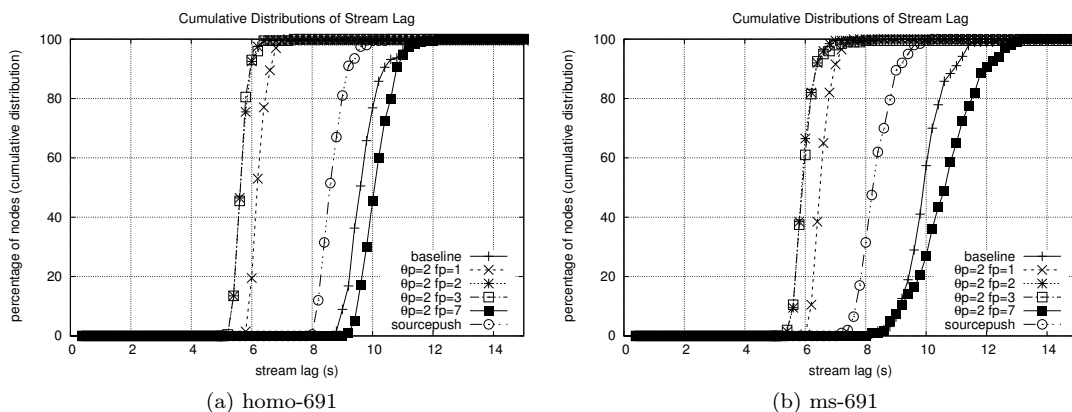 Cumulative Distributions of Stream Lag
percentage of nodes (cumulative distribution)
100
80
60
40
20
0
0 2 4 6 8 10 12 14
stream lag (s)
baseline
θp=2 fp=1
θp=2 fp=2
θp=2 fp=3
θp=2 fp=7
sourcepush
(a) homo-691
Cumulative Distributions of Stream Lag
percentage of nodes (cumulative distribution)
100
80
60
40
20
0
0 2 4 6 8 10 12 14
stream lag (s)
baseline
θp=2 fp=1
θp=2 fp=2
θp=2 fp=3
θp=2 fp=7
sourcepush
(b) ms-691